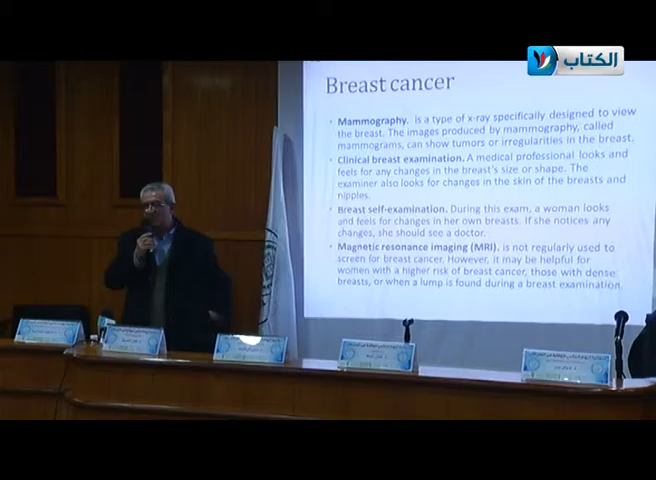 الكتاب
Breast cancer
• Mammography. is a type of x-ray specifically designed to view
the breast. The images produced by mammography, called
mammograms, can show tumors or irregularities in the breast.
• Clinical breast examination. A medical professional looks and
feels for any changes in the breast's size or shape. The
examiner also looks for changes in the skin of the breasts and
nipples.
• Breast self-examination. During this exam, a woman looks
and feels for changes in her own breasts. If she notices any
changes, she should see a doctor.
• Magnetic resonance imaging (MRI). is not regularly used to
screen for breast cancer. However, it may be helpful for
women with a higher risk of breast cancer, those with dense
breasts, or when a lump is found during a breast examination.